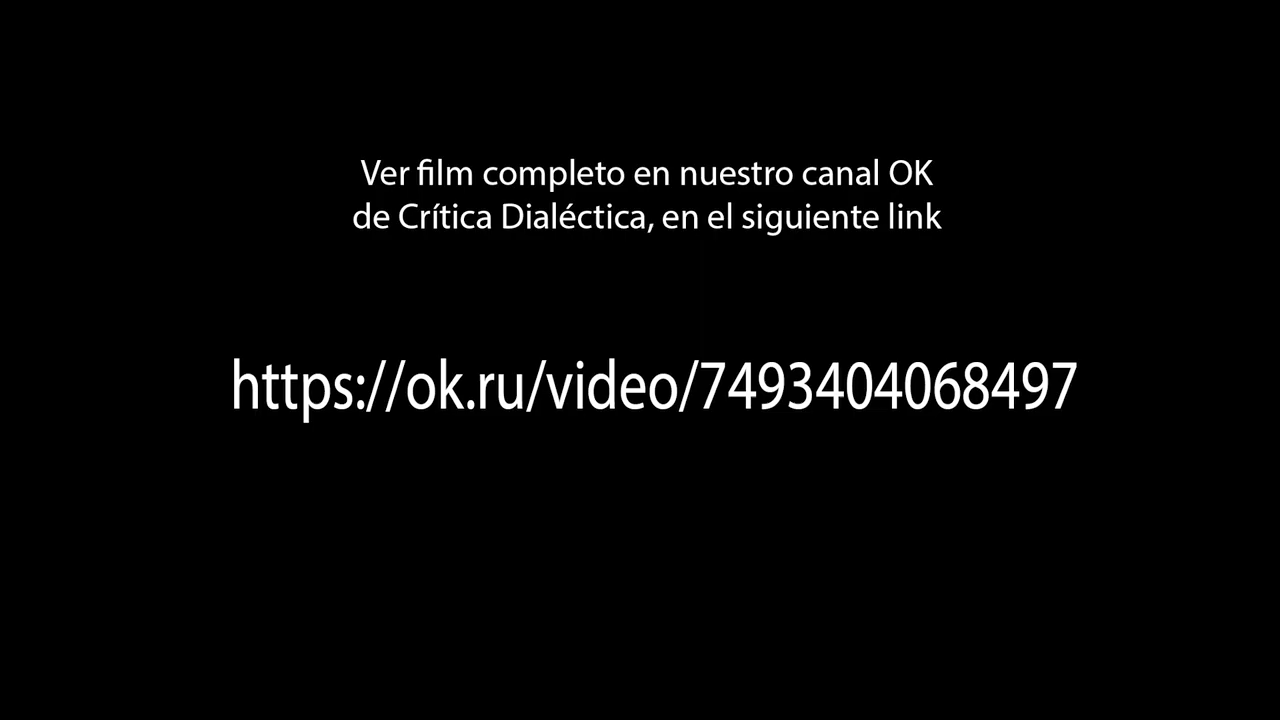 Ver film completo en nuestro canal OK
de Crítica Dialéctica, en el siguiente link
https://ok.ru/video/7493404068497